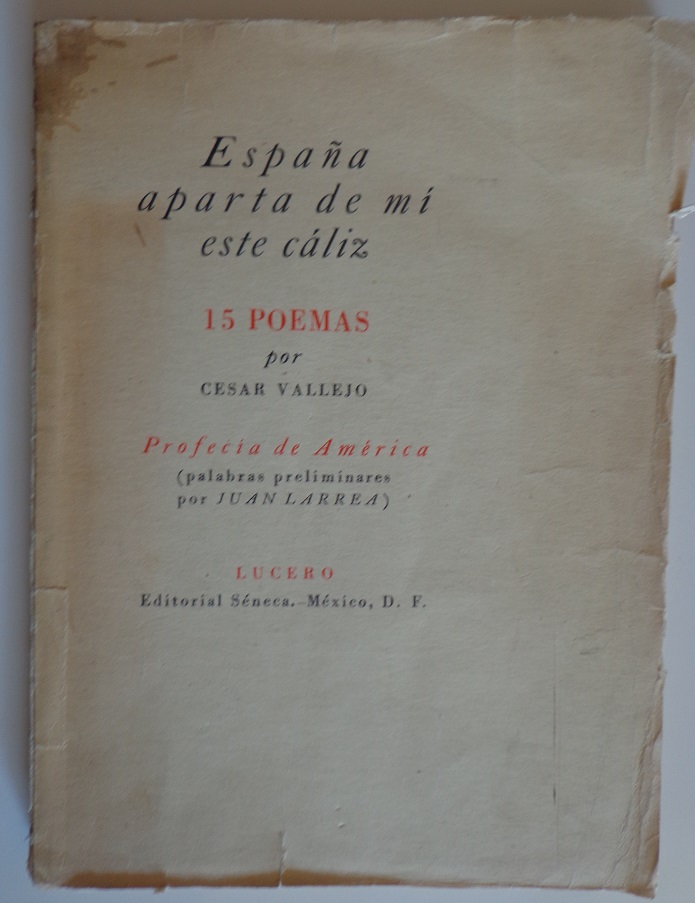 España
aparta de mí
este cáliz
15 POEMAS
por
CESAR VALLEJO
Profecía de América
(palabras preliminares
por JUAN LARREA)
LUCERO
Editorial Séneca.–México, D. F.